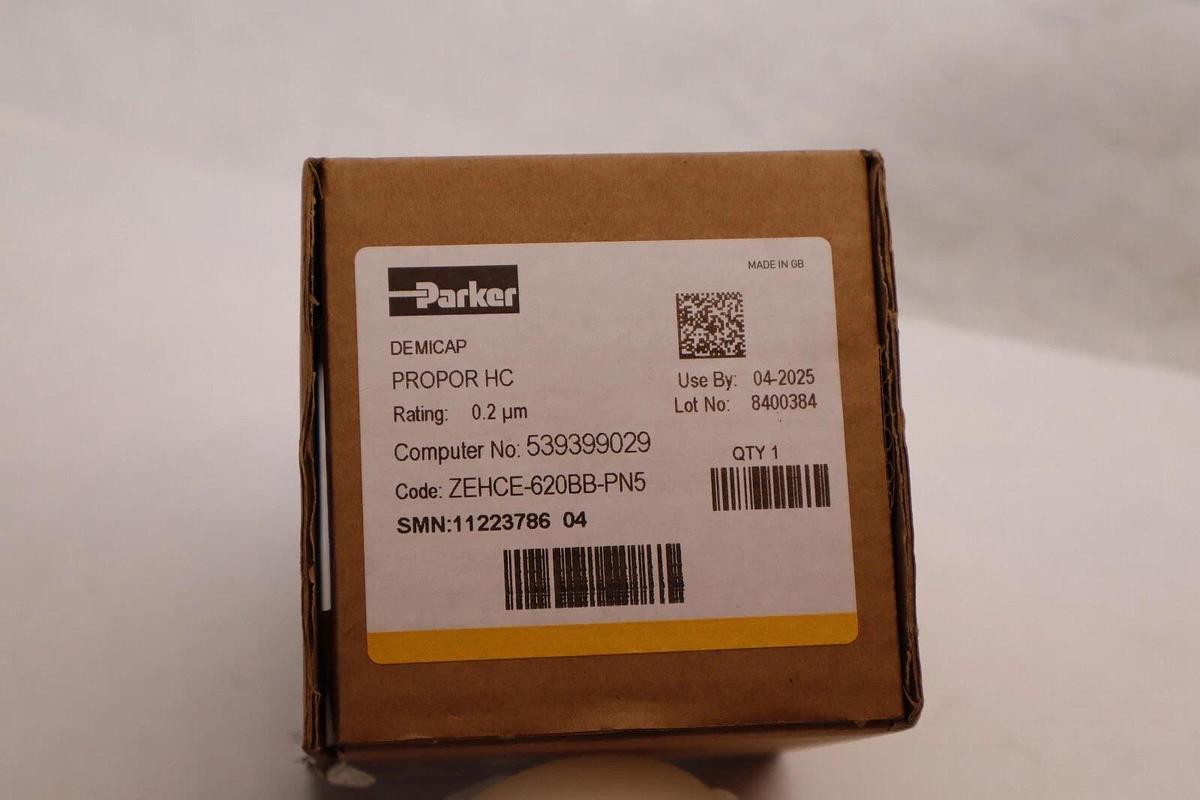 Parker
MADE IN GB
DEMICAP
PROPOR HC
Rating: 0.2 µm
Use By: 04-2025
Lot No: 8400384
Computer No: 539399029
Code: ZEHCE-620BB-PN5
SMN:11223786 04
QTY 1